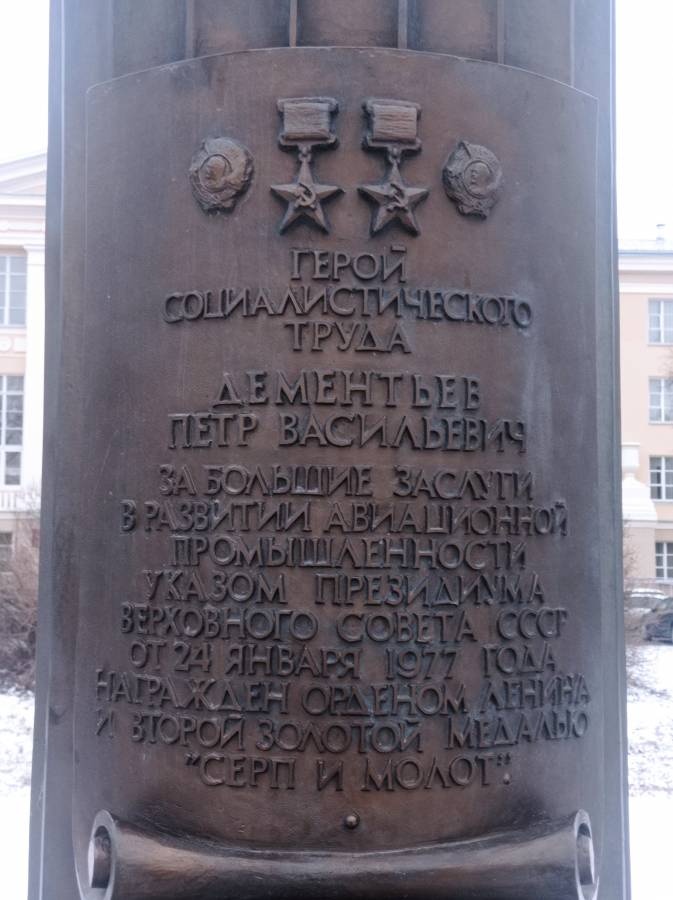 ГЕРОЙ
СОЦИАЛИСТИЧЕСКОГО
ТРУДА
ДЕМЕНТЬЕВ
ПЕТР ВАСИЛЬЕВИЧ
ЗА БОЛЬШИЕ ЗАСЛУГИ
В РАЗВИТИИ АВИАЦИОННОЙ
ПРОМЫШЛЕННОСТИ
УКАЗОМ ПРЕЗИДИУМА
ВЕРХОВНОГО СОВЕТА СССР
ОТ 24 ЯНВАРЯ 1977 ГОДА
НАГРАЖДЕН ОРДЕНОМ ЛЕНИНА
И ВТОРОЙ ЗОЛОТОЙ МЕДАЛЬЮ
"СЕРП И МОЛОТ".